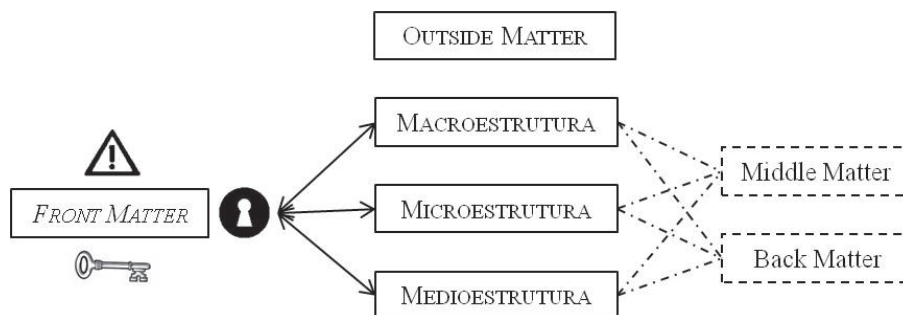 OUTSIDE MATTER
MACROESTRUTURA
FRONT MATTER
MICROESTRUTURA
MEDIOESTRUTURA
Middle Matter
Back Matter